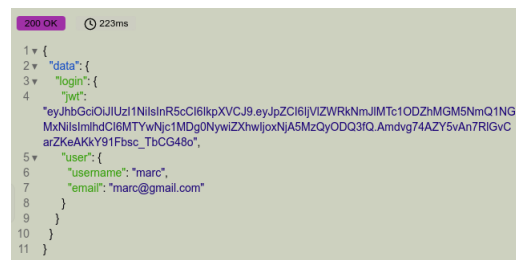 200 OK 223ms
1 {
2 "data": {
3 "login": {
4 "jwt":
"eyJhbGciOiJIUzI1NiIsInR5cCI6IkpXVCJ9.eyJpZCI6IjVlZWRkNmJlMTc1ODZhMGM5NmQ1NG
MxNiIsImlhdCI6MTYwNjc1MDg0NywiZXhwIjoxNjA5MzQyODQ3fQ.Amdvg74AZY5vAn7RlGvC
arZKeAKkY91Fbsc_TbCG48o",
5 "user": {
6 "username": "marc",
7 "email": "marc@gmail.com"
8 }
9 }
10 }
11 }